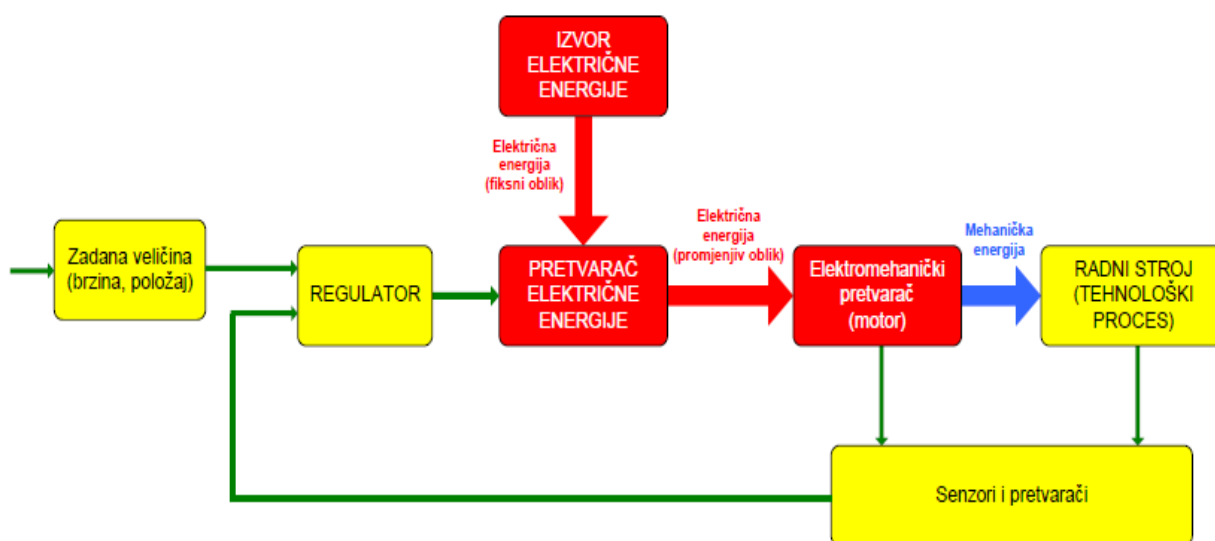 IZVOR
ELEKTRIČNE
ENERGIJE
Električna
energija
(fiksni oblik)
Zadana veličina
(brzina, položaj)
REGULATOR
PRETVARAČ
ELEKTRIČNE
ENERGIJE
Električna
energija
(promjenjiv oblik)
Elektromehanički
pretvarač
(motor)
Mehanička
energija
RADNI STROJ
(TEHNOLOŠKI
PROCES)
Senzori i pretvarači